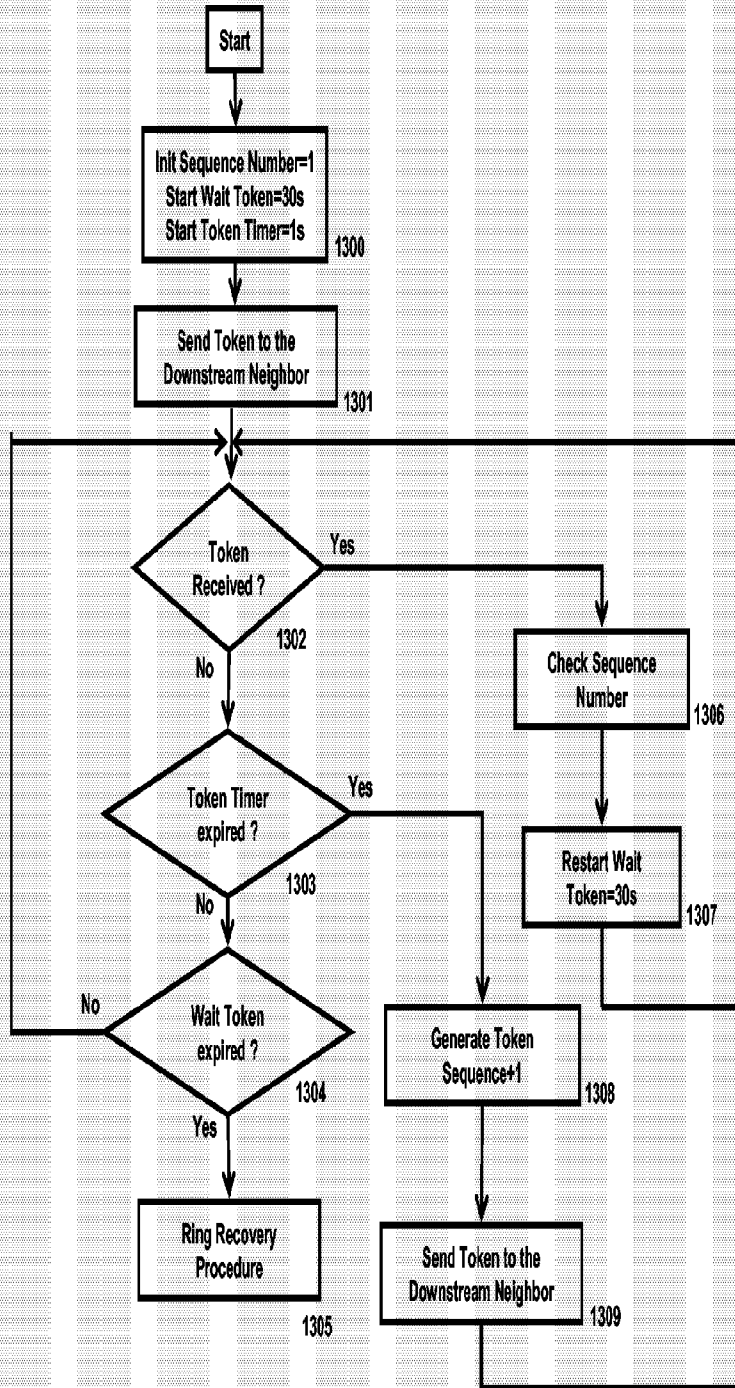 Start
Init Sequence Number=1
Start Wait Token=30s
Start Token Timer=1s
1300
Send Token to the
Downstream Neighbor
1301
Token
Received ?
1302
Yes
No
Check Sequence
Number
1306
Token Timer
expired ?
1303
Yes
No
Restart Wait
Token=30s
1307
Wait Token
expired ?
1304
No
Yes
Generate Token
Sequence+1
1308
Ring Recovery
Procedure
1305
Send Token to the
Downstream Neighbor
1309